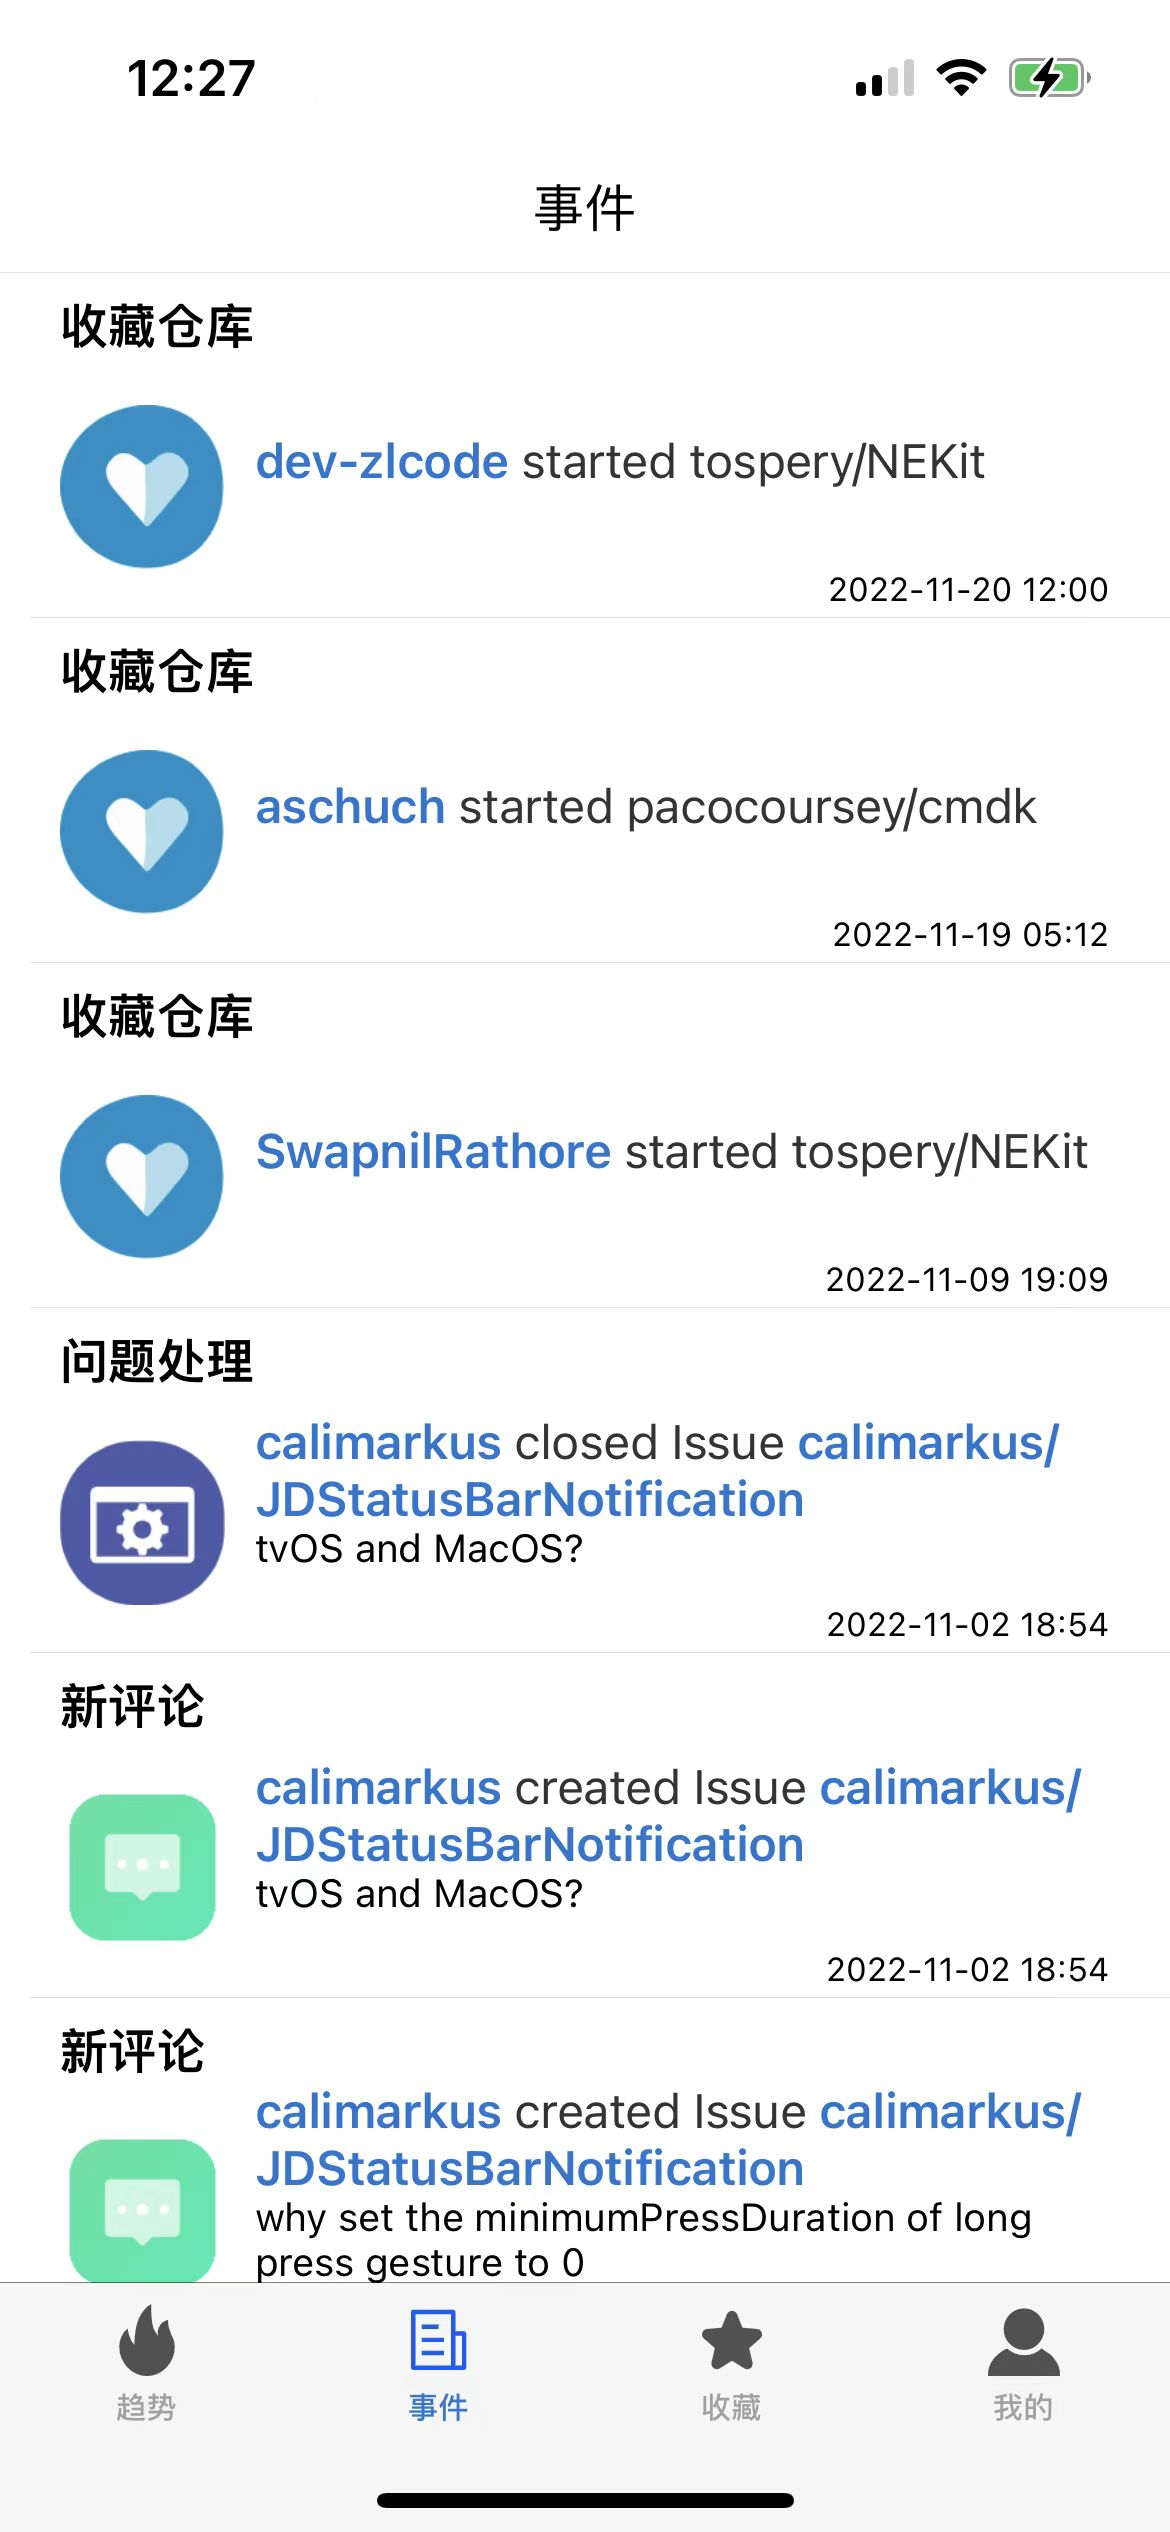 12:27
事件
收藏仓库
dev-zlcode started tospery/NEKit
2022-11-20 12:00
收藏仓库
aschuch started pacocoursey/cmdk
2022-11-19 05:12
收藏仓库
SwapnilRathore started tospery/NEKit
2022-11-09 19:09
问题处理
calimarkus closed Issue calimarkus/
JDStatusBarNotification
tvOS and MacOS?
2022-11-02 18:54
新评论
calimarkus created Issue calimarkus/
JDStatusBarNotification
tvOS and MacOS?
2022-11-02 18:54
新评论
calimarkus created Issue calimarkus/
JDStatusBarNotification
why set the minimumPressDuration of long
press gesture to 0
趋势
事件
收藏
我的